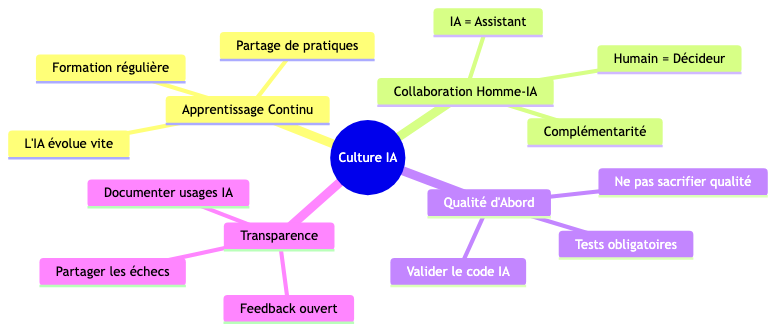 IA = Assistant
Partage de pratiques
Humain = Décideur
Formation régulière
Collaboration Homme-IA
Apprentissage Continu
Complémentarité
L'IA évolue vite
Culture IA
Ne pas sacrifier qualité
Documenter usages IA
Qualité d'Abord
Transparence
Tests obligatoires
Partager les échecs
Valider le code IA
Feedback ouvert